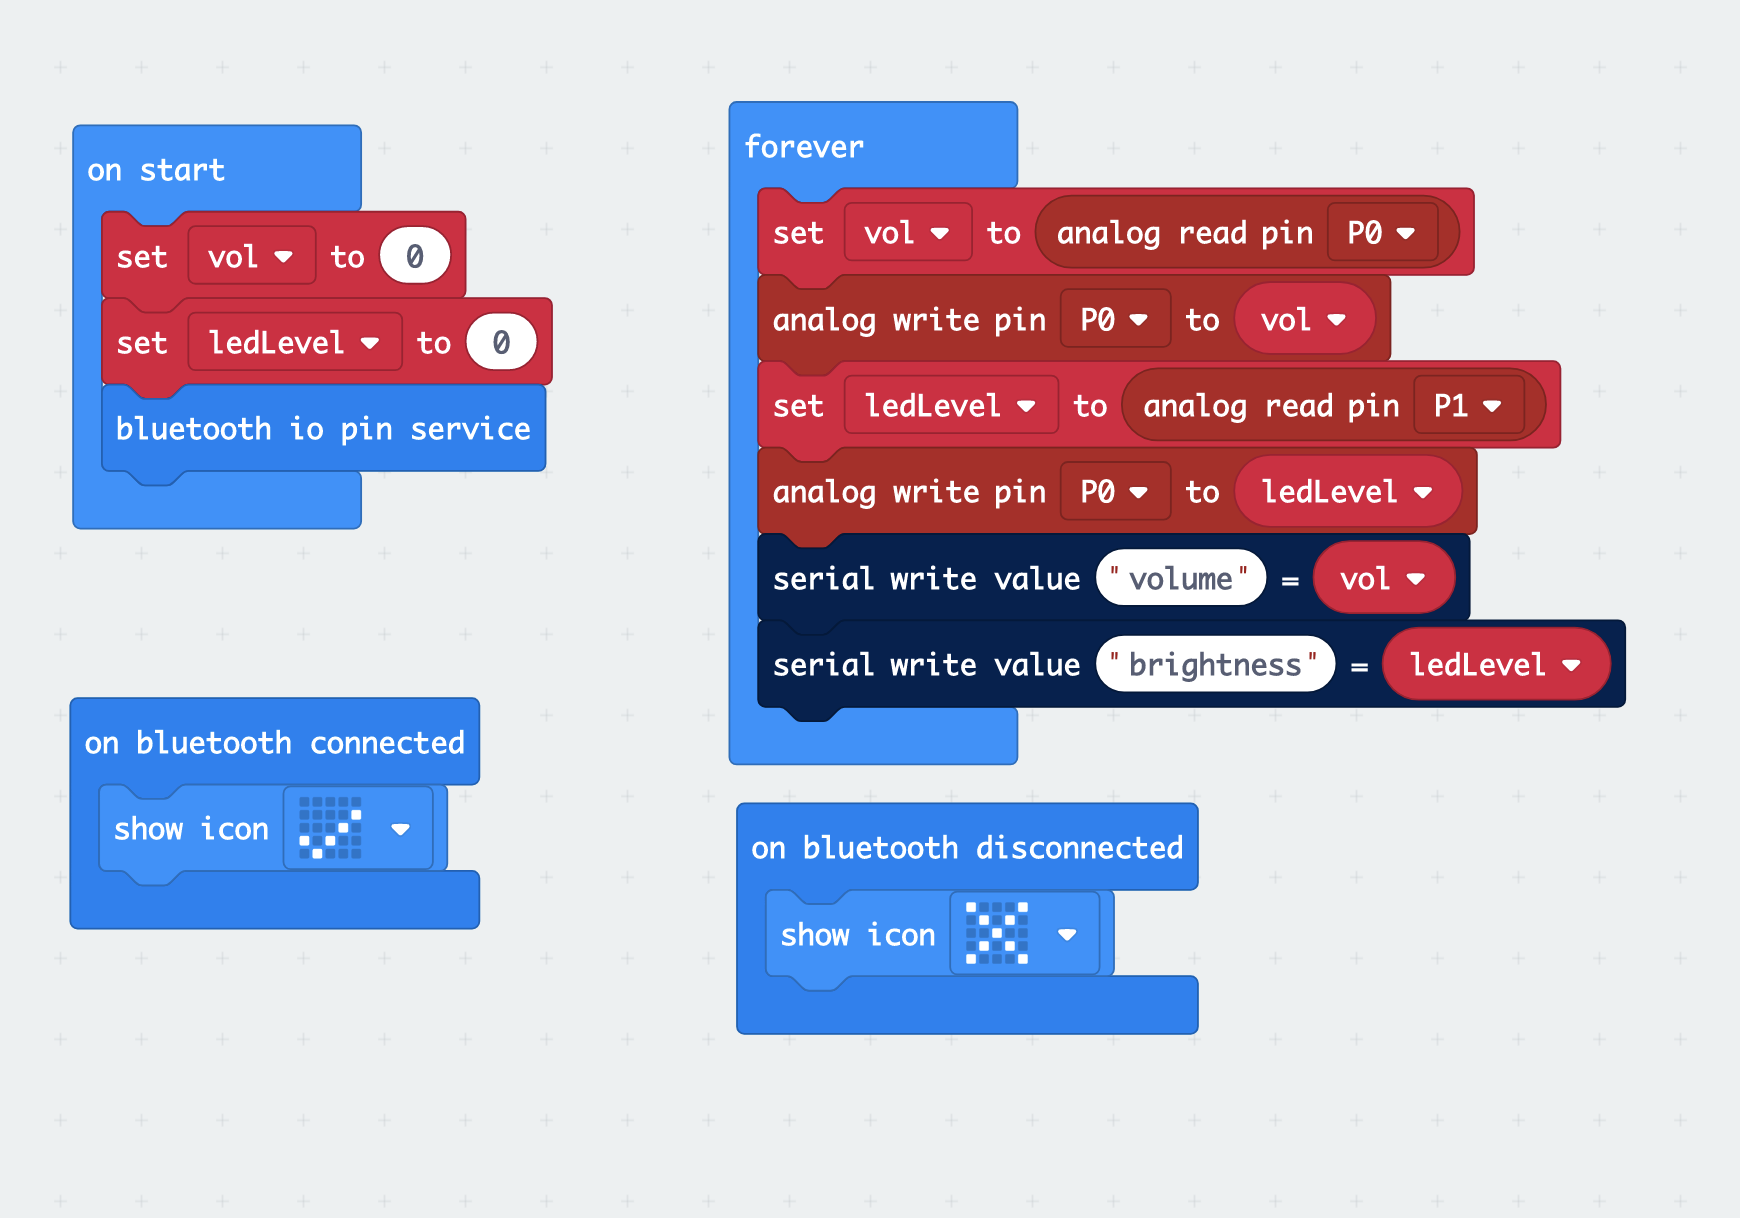 on start
set vol to 0
set ledLevel to 0
bluetooth io pin service
forever
set vol to analog read pin P0
analog write pin P0 to vol
set ledLevel to analog read pin P1
analog write pin P0 to ledLevel
serial write value "volume" = vol
serial write value "brightness" = ledLevel
on bluetooth connected
show icon
on bluetooth disconnected
show icon